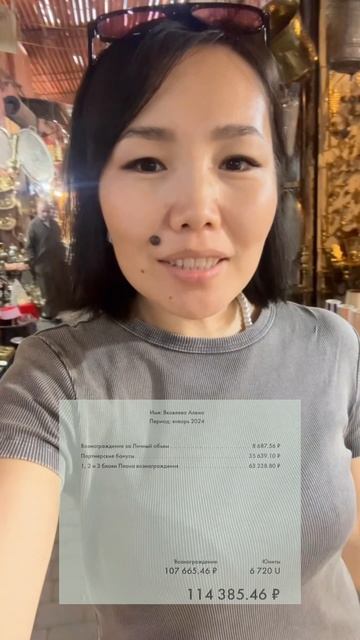 Имя: Яковлева Алена
Период: январь 2024
Вознаграждение за Личный объем 8 687.56 ₽
Партнерские бонусы 35 639.10 ₽
1, 2 и 3 блоки Плана вознаграждения 63 338.80 ₽
Вознаграждение Юниты
107 665.46 ₽ 6 720 U
114 385.46 ₽